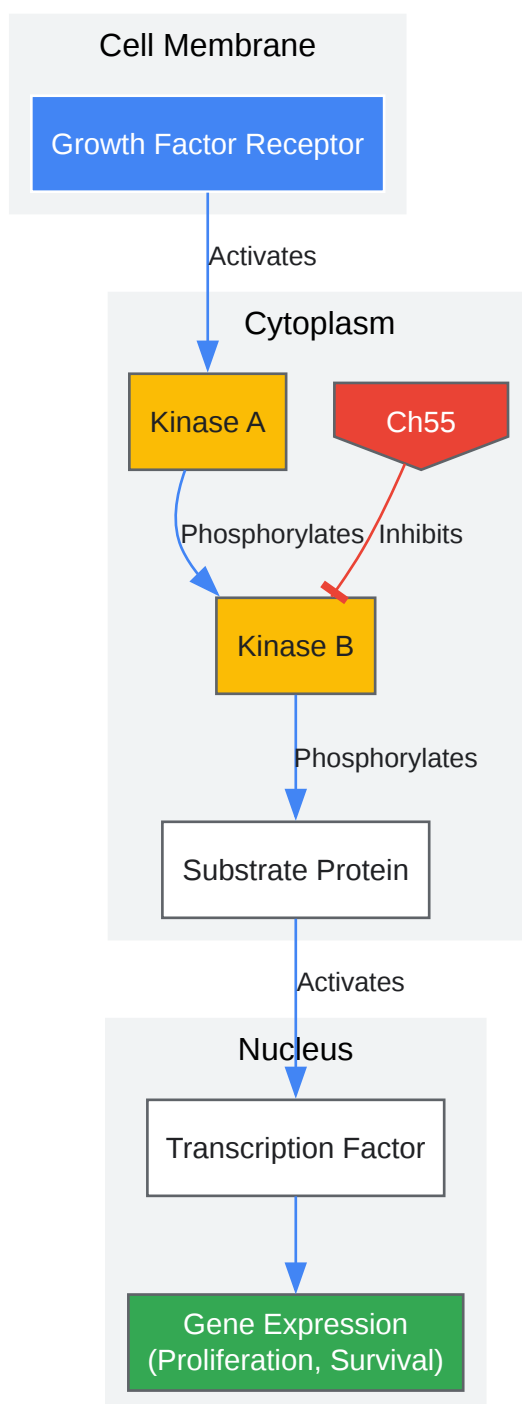 Cell Membrane
Growth Factor Receptor
Activates
Cytoplasm
Kinase A
Ch55
Phosphorylates
Inhibits
Kinase B
Phosphorylates
Substrate Protein
Activates
Nucleus
Transcription Factor
Gene Expression
(Proliferation, Survival)